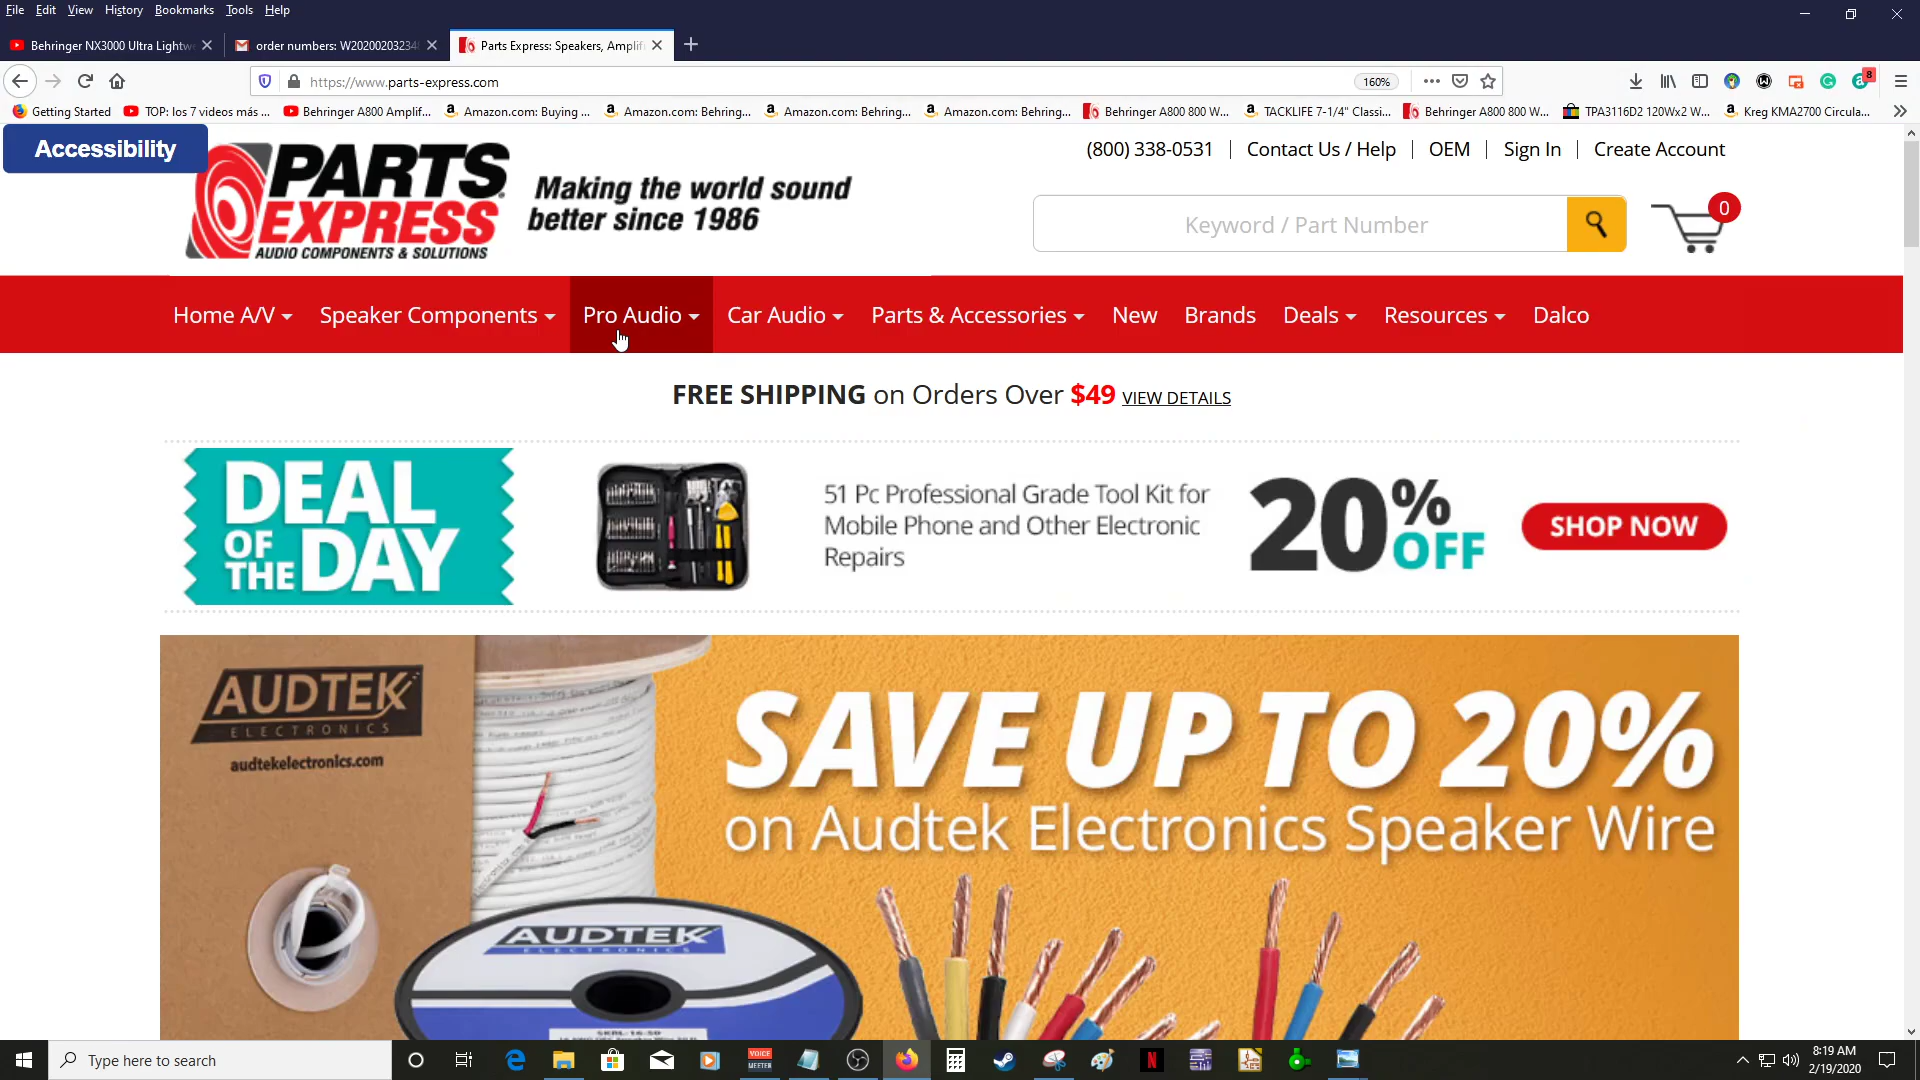 File Edit View History Bookmarks Tools Help
Behringer NX3000 Ultra Lightw
order numbers: W20200203234
Parts Express: Speakers, Amplifi
https://www.parts-express.com
160%
8
Getting Started
TOP: los 7 videos más ...
Behringer A800 Amplif...
Amazon.com: Buying ...
Amazon.com: Behring...
Amazon.com: Behring...
Amazon.com: Behring...
Behringer A800 800 W...
TACKLIFE 7-1/4" Classi...
Behringer A800 800 W...
TPA3116D2 120Wx2 W...
Kreg KMA2700 Circula...
Accessibility
PARTS
EXPRESS
AUDIO COMPONENTS & SOLUTIONS
Making the world sound
better since 1986
(800) 338-0531
Contact Us / Help
OEM
Sign In
Create Account
Keyword / Part Number
0
Home A/V
Speaker Components
Pro Audio
Car Audio
Parts & Accessories
New
Brands
Deals
Resources
Dalco
FREE SHIPPING on Orders Over $49 VIEW DETAILS
DEAL
OF
THE DAY
51 Pc Professional Grade Tool Kit for
Mobile Phone and Other Electronic
Repairs
20%
OFF
SHOP NOW
AUDTEK
ELECTRONICS
audtekelectronics.com
SAVE UP TO 20%
on Audtek Electronics Speaker Wire
AUDTEK
ELECTRONICS
SKRL-16-50
Type here to search
VOICE
MEETER
8:19 AM
2/19/2020